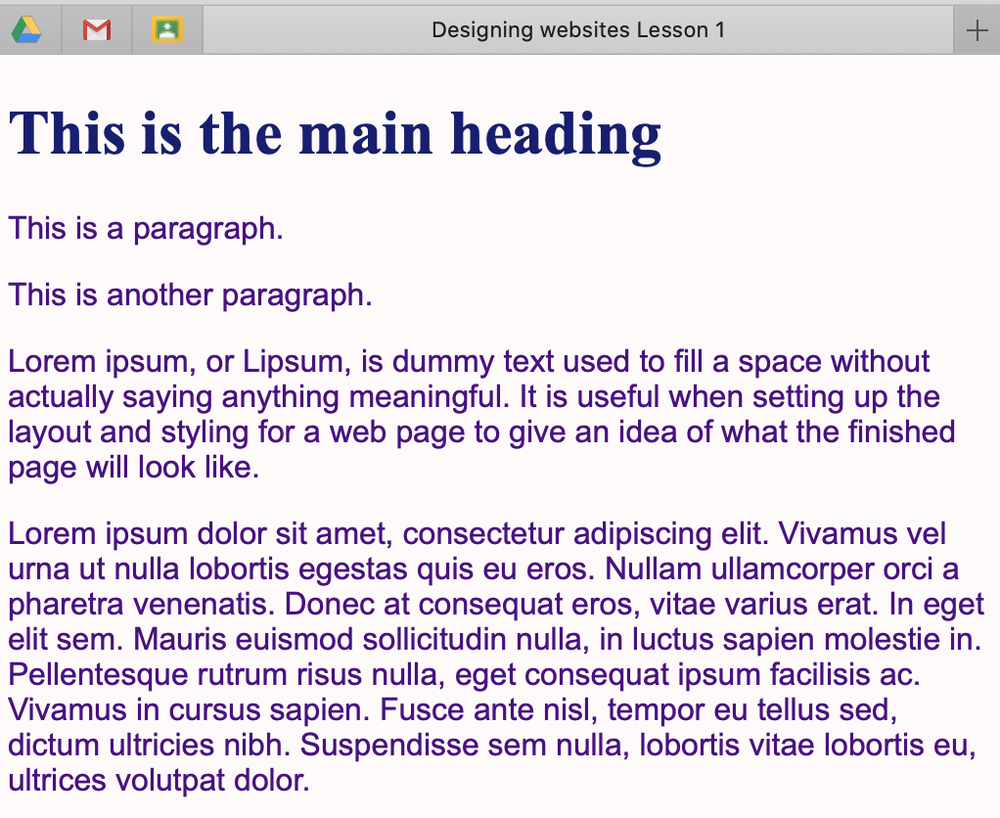 Designing websites Lesson 1
This is the main heading
This is a paragraph.
This is another paragraph.
Lorem ipsum, or Lipsum, is dummy text used to fill a space without
actually saying anything meaningful. It is useful when setting up the
layout and styling for a web page to give an idea of what the finished
page will look like.
Lorem ipsum dolor sit amet, consectetur adipiscing elit. Vivamus vel
urna ut nulla lobortis egestas quis eu eros. Nullam ullamcorper orci a
pharetra venenatis. Donec at consequat eros, vitae varius erat. In eget
elit sem. Mauris euismod sollicitudin nulla, in luctus sapien molestie in.
Pellentesque rutrum risus nulla, eget consequat ipsum facilisis ac.
Vivamus in cursus sapien. Fusce ante nisl, tempor eu tellus sed,
dictum ultricies nibh. Suspendisse sem nulla, lobortis vitae lobortis eu,
ultrices volutpat dolor.